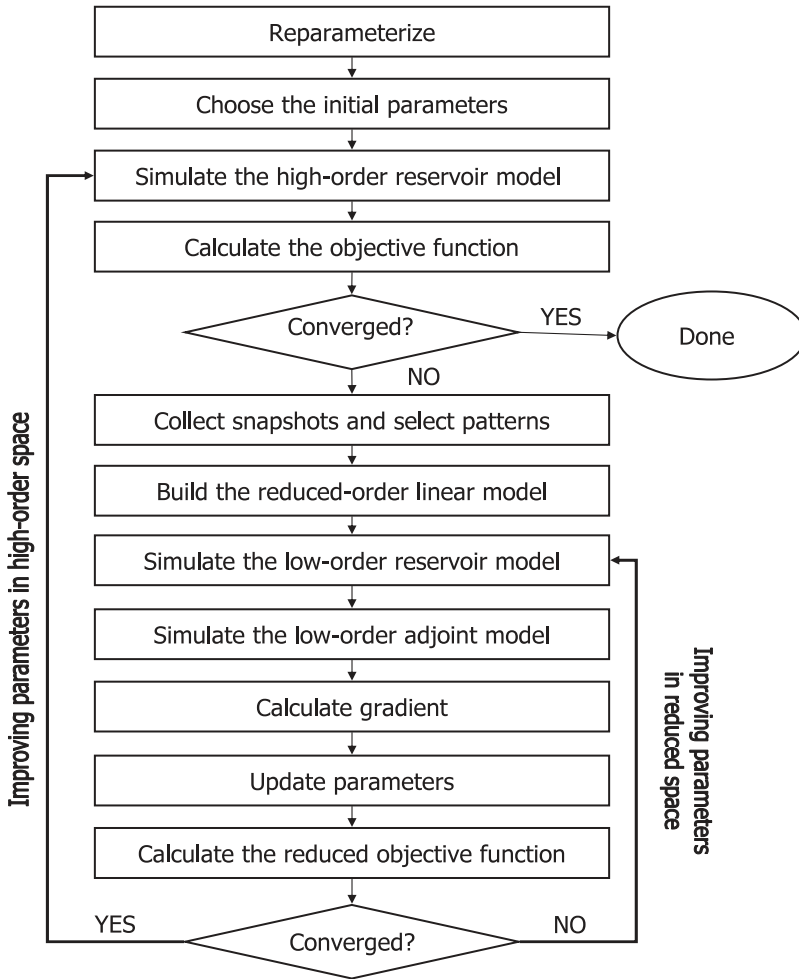 Reparameterize
Choose the initial parameters
Simulate the high-order reservoir model
Calculate the objective function
Converged?
YES
Done
NO
Collect snapshots and select patterns
Build the reduced-order linear model
Simulate the low-order reservoir model
Simulate the low-order adjoint model
Calculate gradient
Update parameters
Calculate the reduced objective function
Converged?
YES
NO
Improving parameters in high-order space
Improving parameters
in reduced space